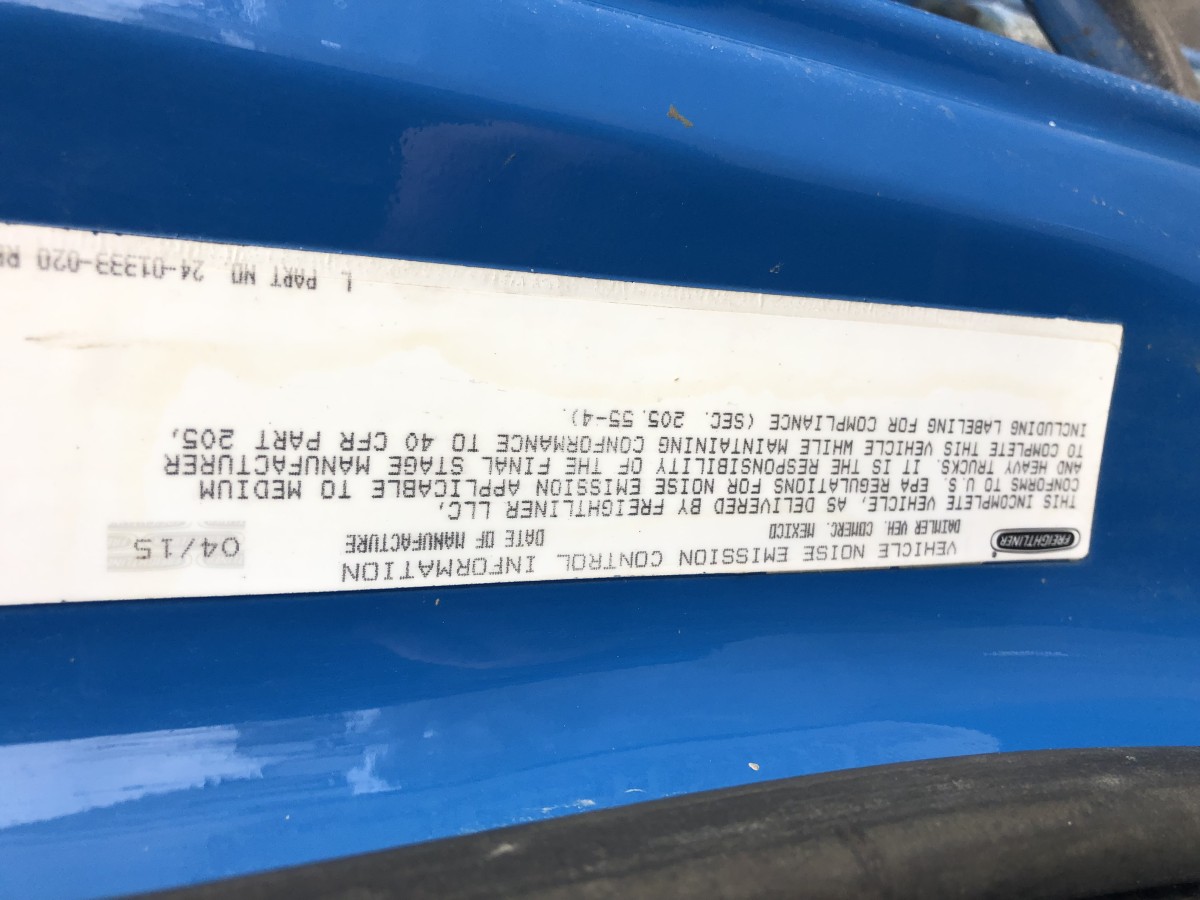 VEHICLE NOISE EMISSION CONTROL INFORMATION
FREIGHTLINER
DAIMLER VEH. COMERC. MEXICO
DATE OF MANUFACTURE 04/15
THIS INCOMPLETE VEHICLE, AS DELIVERED BY FREIGHTLINER LLC,
CONFORMS TO U.S. EPA REGULATIONS FOR NOISE EMISSION APPLICABLE TO MEDIUM
AND HEAVY TRUCKS. IT IS THE RESPONSIBILITY OF THE FINAL STAGE MANUFACTURER
TO COMPLETE THIS VEHICLE WHILE MAINTAINING CONFORMANCE TO 40 CFR PART 205,
INCLUDING LABELING FOR COMPLIANCE (SEC. 205.55-4).
L PART NO. 24-01333-020